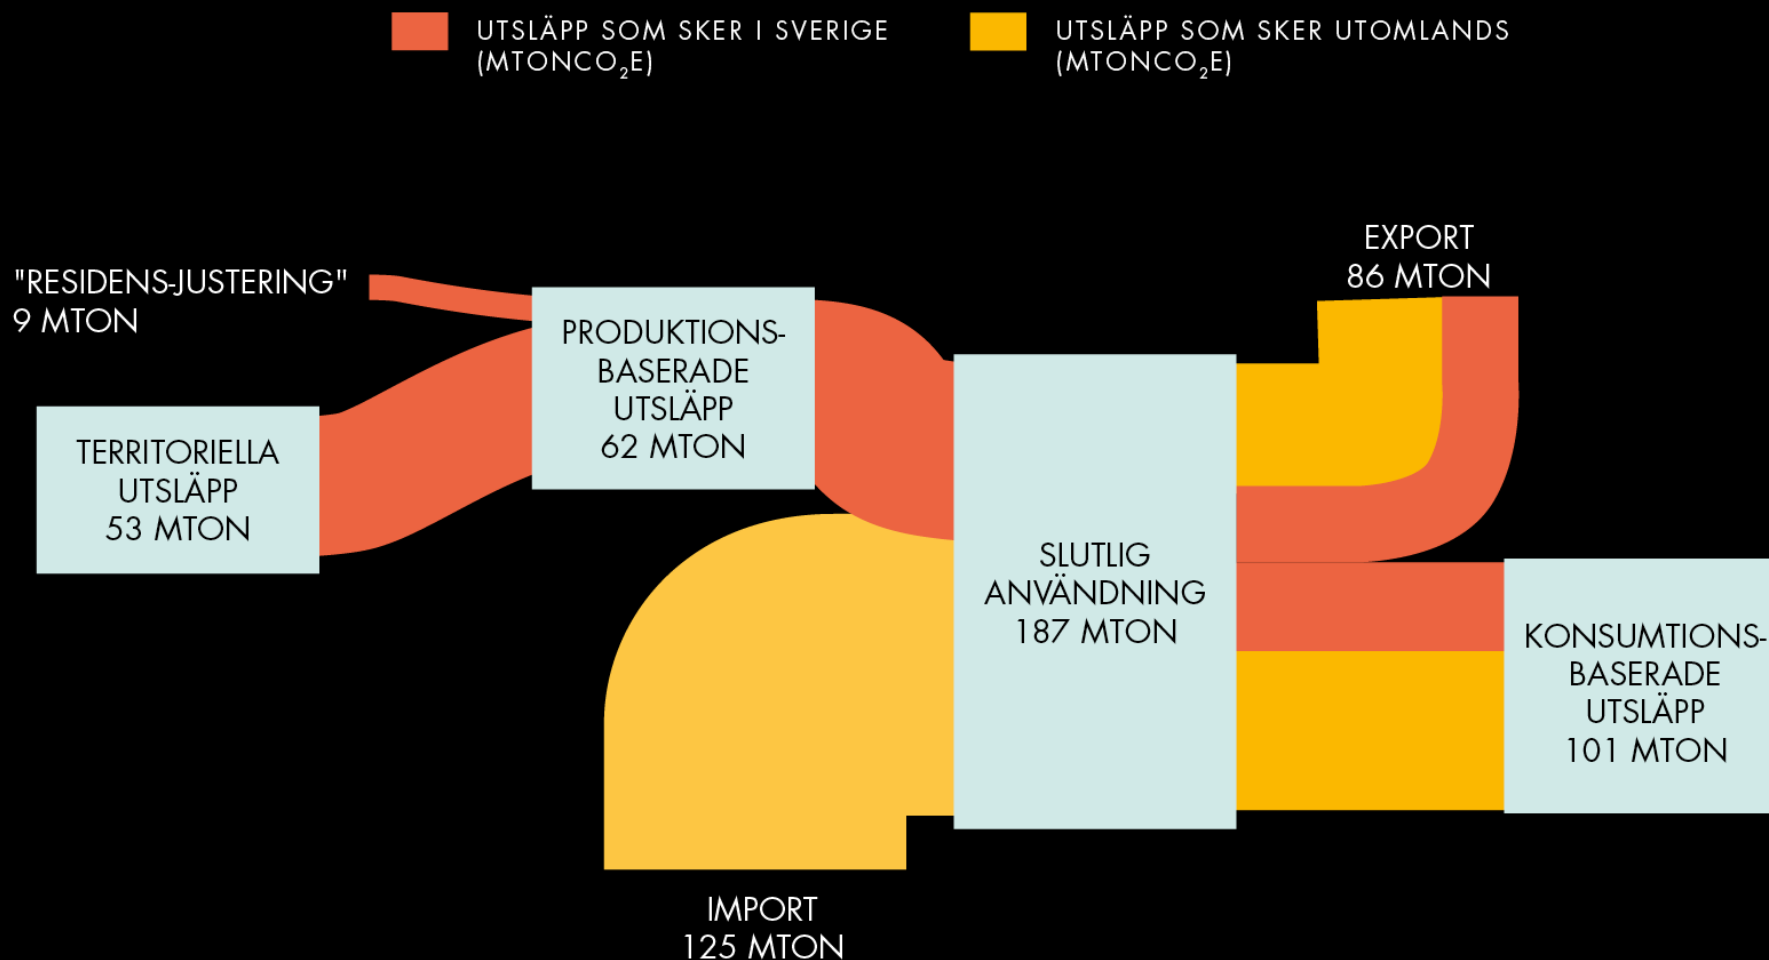 UTSLÄPP SOM SKER I SVERIGE
(MTONCO₂E)
UTSLÄPP SOM SKER UTOMLANDS
(MTONCO₂E)
"RESIDENS-JUSTERING"
9 MTON
TERRITORIELLA
UTSLÄPP
53 MTON
PRODUKTIONS-
BASERADE
UTSLÄPP
62 MTON
IMPORT
125 MTON
SLUTLIG
ANVÄNDNING
187 MTON
EXPORT
86 MTON
KONSUMTIONS-
BASERADE
UTSLÄPP
101 MTON